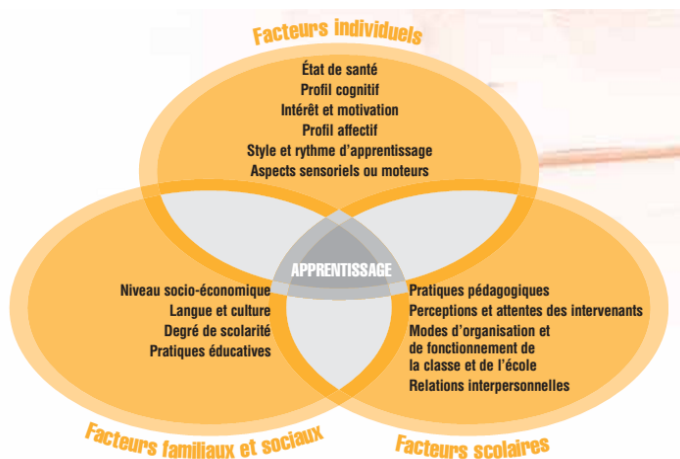 Facteurs individuels
État de santé
Profil cognitif
Intérêt et motivation
Profil affectif
Style et rythme d'apprentissage
Aspects sensoriels ou moteurs
APPRENTISSAGE
Niveau socio-économique
Langue et culture
Degré de scolarité
Pratiques éducatives
Pratiques pédagogiques
Perceptions et attentes des intervenants
Modes d'organisation et
de fonctionnement de
la classe et de l'école
Relations interpersonnelles
Facteurs familiaux et sociaux
Facteurs scolaires